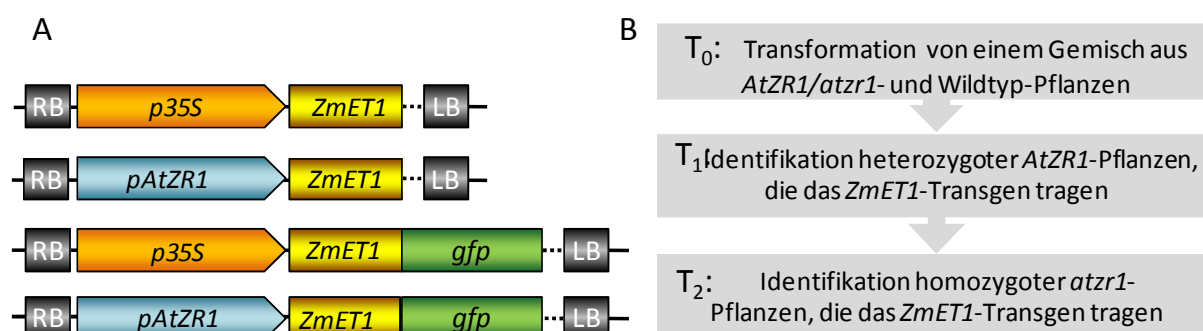 A
RB p35S ZmET1 LB
RB pAtZR1 ZmET1 LB
RB p35S ZmET1 gfp LB
RB pAtZR1 ZmET1 gfp LB
B
T0: Transformation von einem Gemisch aus
AtZR1/atzr1- und Wildtyp-Pflanzen
T1: Identifikation heterozygoter AtZR1-Pflanzen,
die das ZmET1-Transgen tragen
T2: Identifikation homozygoter atzr1-
Pflanzen, die das ZmET1-Transgen tragen